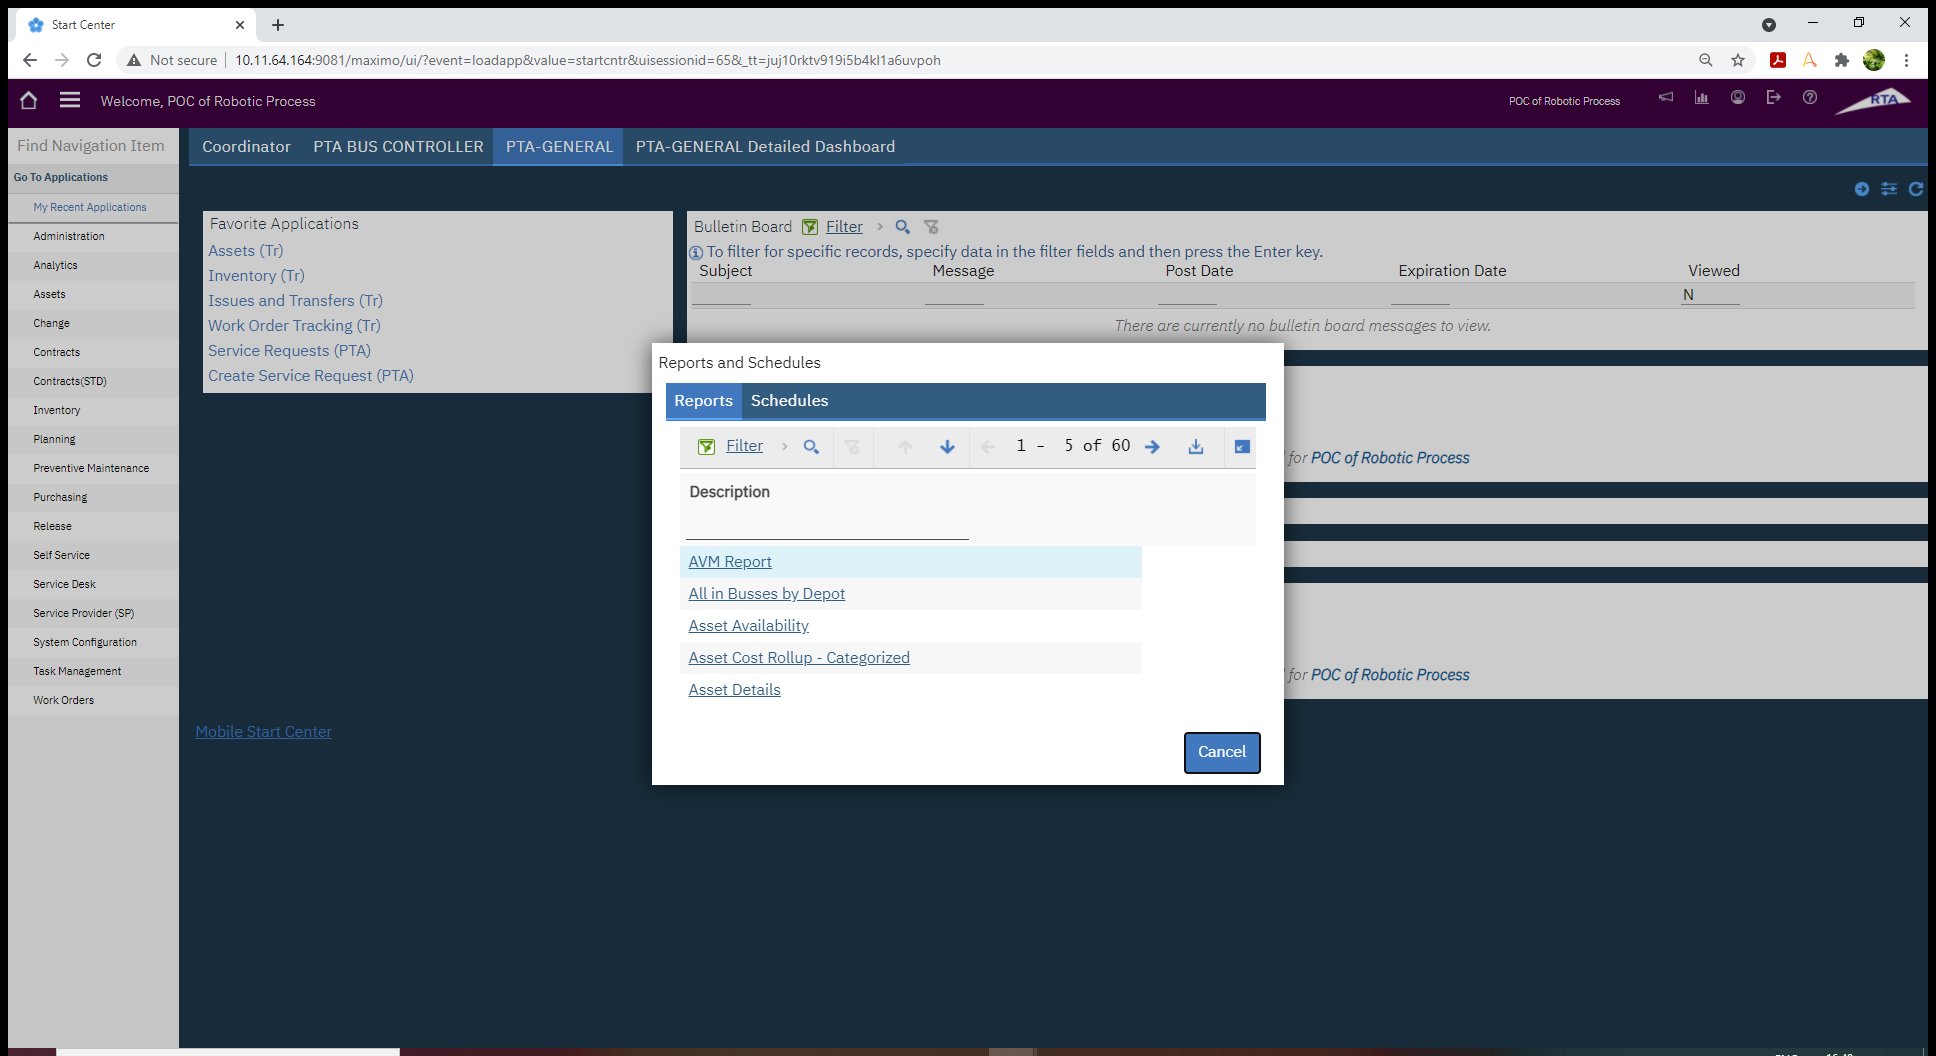 Start Center
Not secure
10.11.64.164:9081/maximo/ui/?event=loadapp&value=startcntr&uisessionid=65&_tt=juj10rktv919i5b4kl1a6uvpoh
Welcome, POC of Robotic Process
POC of Robotic Process
RTA
Find Navigation Item
Coordinator PTA BUS CONTROLLER PTA-GENERAL PTA-GENERAL Detailed Dashboard
Go To Applications
My Recent Applications
Administration
Analytics
Assets
Change
Contracts
Contracts(STD)
Inventory
Planning
Preventive Maintenance
Purchasing
Release
Self Service
Service Desk
Service Provider (SP)
System Configuration
Task Management
Work Orders
Favorite Applications
Assets (Tr)
Inventory (Tr)
Issues and Transfers (Tr)
Work Order Tracking (Tr)
Service Requests (PTA)
Create Service Request (PTA)
Mobile Start Center
Bulletin Board Filter
To filter for specific records, specify data in the filter fields and then press the Enter key.
Subject Message Post Date Expiration Date Viewed
N
There are currently no bulletin board messages to view.
Reports and Schedules
Reports Schedules
Filter 1 - 5 of 60
Description
AVM Report
All in Busses by Depot
Asset Availability
Asset Cost Rollup - Categorized
Asset Details
Cancel
for POC of Robotic Process
for POC of Robotic Process